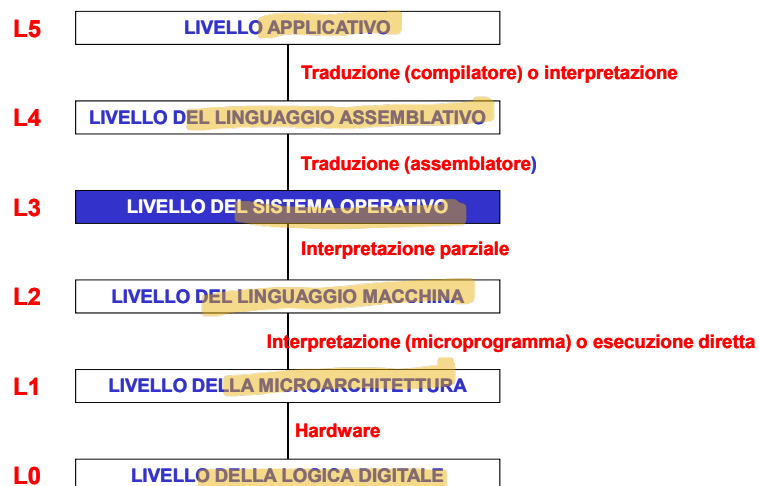 L5 LIVELLO APPLICATIVO
Traduzione (compilatore) o interpretazione
L4 LIVELLO DEL LINGUAGGIO ASSEMBLATIVO
Traduzione (assemblatore)
L3 LIVELLO DEL SISTEMA OPERATIVO
Interpretazione parziale
L2 LIVELLO DEL LINGUAGGIO MACCHINA
Interpretazione (microprogramma) o esecuzione diretta
L1 LIVELLO DELLA MICROARCHITETTURA
Hardware
L0 LIVELLO DELLA LOGICA DIGITALE